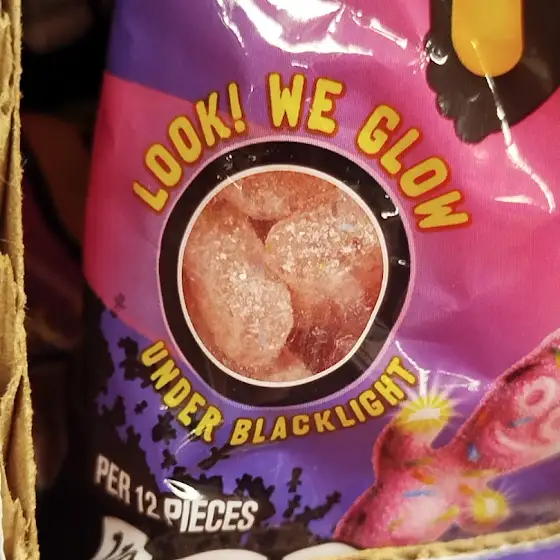 LOOK! WE GLOW
UNDER BLACKLIGHT
PER 12 PIECES